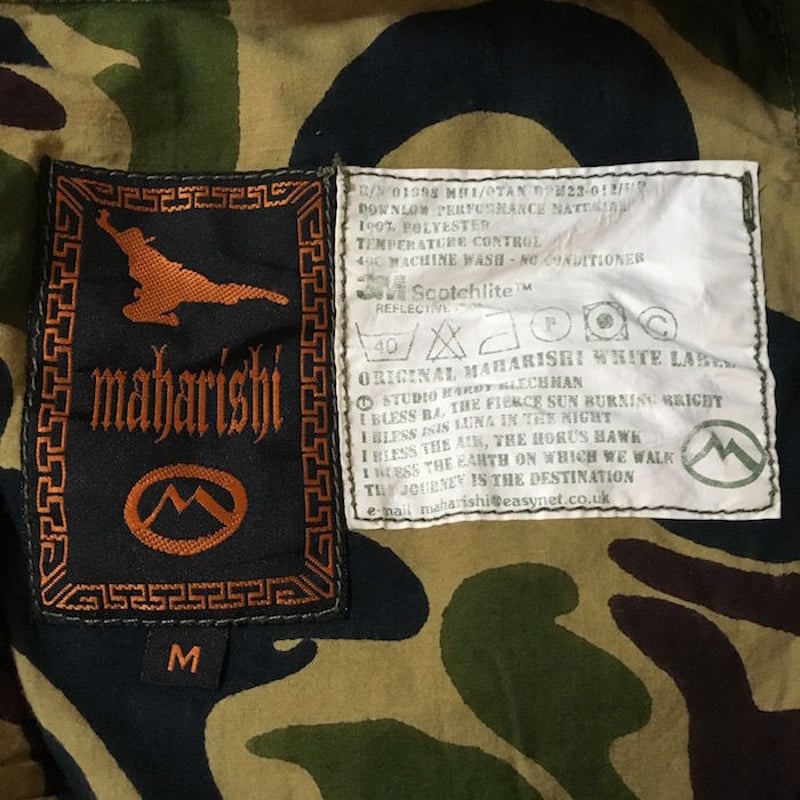 maharishi
M
MH1/OTAN
DOWNLOW PERFORMANCE MATERIAL
100% POLYESTER
TEMPERATURE CONTROL
40C MACHINE WASH - NO CONDITIONER
3M Scotchlite™
REFLECTIVE
40 P C
ORIGINAL MAHARISHI WHITE LABEL
STUDIO HARDY BLECHMAN
I BLESS RA, THE FIERCE SUN BURNING BRIGHT
I BLESS ISIS LUNA IN THE NIGHT
I BLESS THE AIR, THE HORUS HAWK
I BLESS THE EARTH ON WHICH WE WALK
THE JOURNEY IS THE DESTINATION
e-mail maharishi@easynet.co.uk